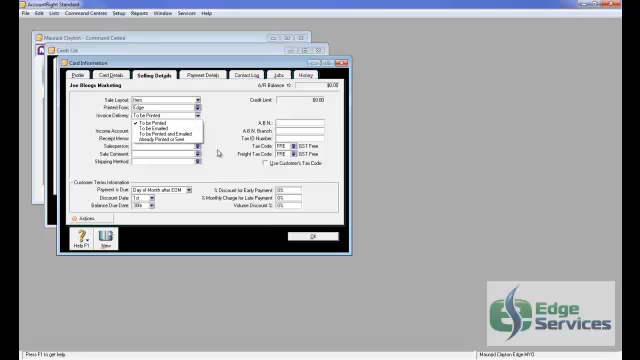 AccountRight Standard
File Edit Lists Command Centres Setup Reports Window Services Help
Maunoid Clayton - Command Centre
Cards List
Card Information
Profile Card Details Selling Details Payment Details Contact Log Jobs History
Joe Blongs Marketing A/R Balance $0.00
Sale Layout: Item Credit Limit: $0.00
Printed Form: Edge
Invoice Delivery: To be Printed
To be Printed A.B.N.:
To be Emailed
Income Account: A.B.N. Branch:
To be Printed and Emailed
Receipt Memo: Tax ID Number:
Already Printed or Sent
Salesperson: Tax Code: FRE GST Free
Sale Comment: Freight Tax Code: FRE GST Free
Shipping Method: Use Customer's Tax Code
Customer Terms Information
Payment is Due: Day of Month after EOM % Discount for Early Payment: 0%
Discount Date: 1st % Monthly Charge for Late Payment: 0%
Balance Due Date: 30th Volume Discount %: 0%
Actions
Help F1 New OK
Edge
Services
Press F1 to get help. Maunoid Clayton Edge MYO